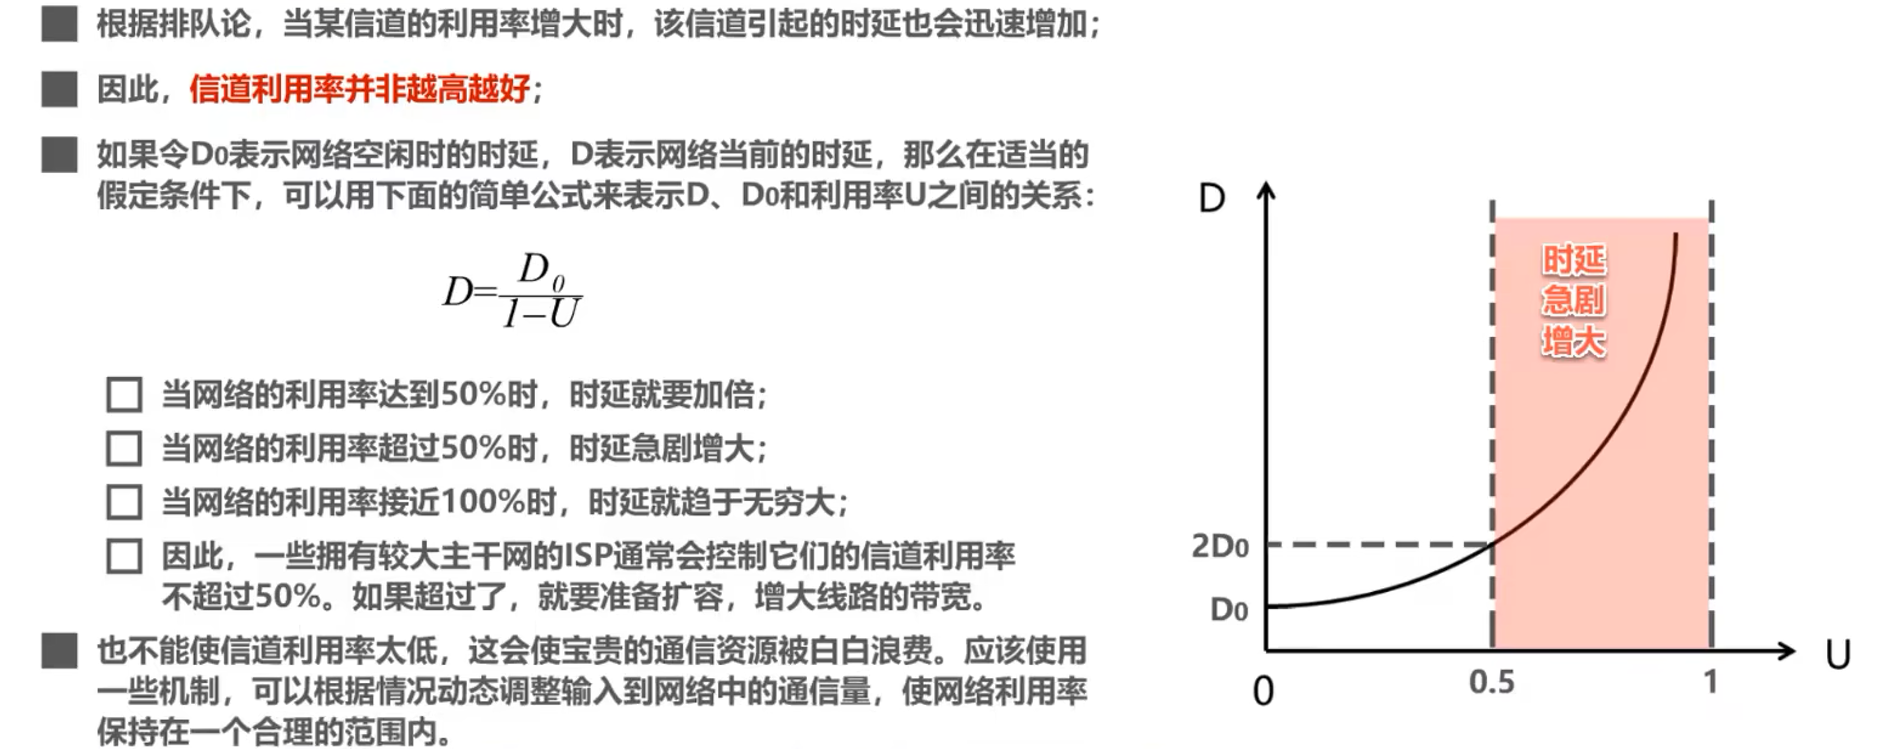 根据排队论，当某信道的利用率增大时，该信道引起的时延也会迅速增加；
因此，信道利用率并非越高越好；
如果令D0表示网络空闲时的时延，D表示网络当前的时延，那么在适当的
假定条件下，可以用下面的简单公式来表示D、D0和利用率U之间的关系：
D=D0/1-U
当网络的利用率达到50%时，时延就要加倍；
当网络的利用率超过50%时，时延急剧增大；
当网络的利用率接近100%时，时延就趋于无穷大；
因此，一些拥有较大主干网的ISP通常会控制它们的信道利用率
不超过50%。如果超过了，就要准备扩容，增大线路的带宽。
也不能使信道利用率太低，这会使宝贵的通信资源被白白浪费。应该使用
一些机制，可以根据情况动态调整输入到网络中的通信量，使网络利用率
保持在一个合理的范围内。
D
时延
急剧
增大
2D0
D0
0
0.5
1
U